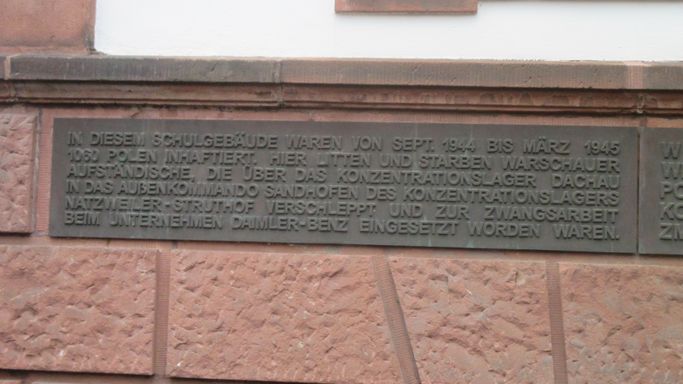 IN DIESEM SCHULGEBÄUDE WAREN VON SEPT. 1944 BIS MÄRZ 1945
1060 POLEN INHAFTIERT. HIER LITTEN UND STARBEN WARSCHAUER
AUFSTÄNDISCHE, DIE ÜBER DAS KONZENTRATIONSLAGER DACHAU
IN DAS AUßENKOMMANDO SANDHOFEN DES KONZENTRATIONSLAGERS
NATZWEILER-STRUTHOF VERSCHLEPPT UND ZUR ZWANGSARBEIT
BEIM UNTERNEHMEN DAIMLER-BENZ EINGESETZT WORDEN WAREN.